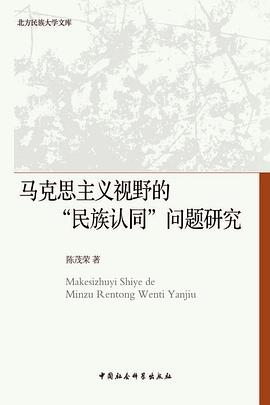 北方民族大学文库
马克思主义视野的
“民族认同”问题研究
陈茂荣 著
Makesizhuyi Shiye de
Minzu Rentong Wenti Yanjiu
中国社会科学出版社